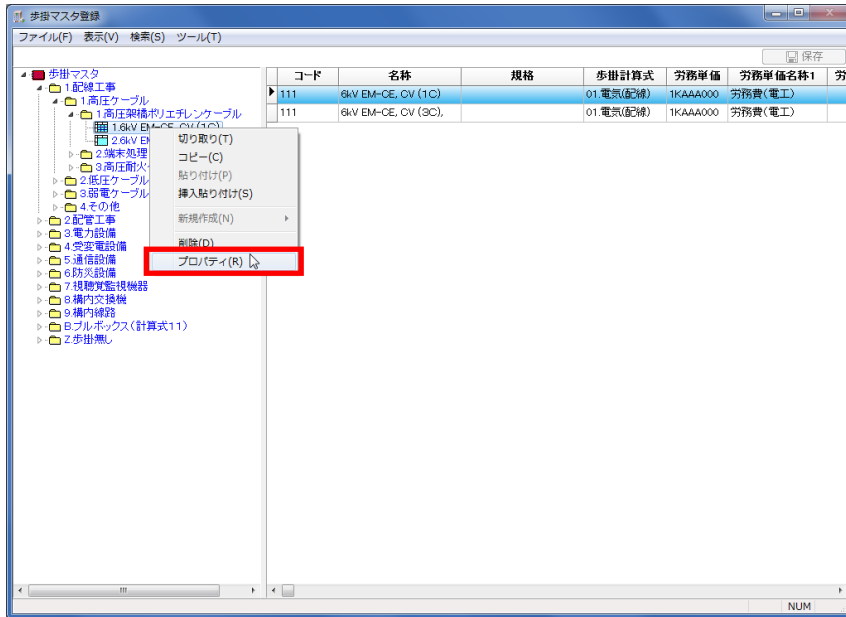 歩掛マスタ登録
ファイル(F) 表示(V) 検索(S) ツール(T)
保存
歩掛マスタ
1.配線工事
1.高圧ケーブル
1.高圧架橋ポリエチレンケーブル
1.6kV EM-CE, CV (1C)
2.6kV EM
2.端末処理
3.高圧耐火
2.低圧ケーブル
3.弱電ケーブル
4.その他
2.配管工事
3.電力設備
4.受変電設備
5.通信設備
6.防災設備
7.視聴覚監視機器
8.構内交換機
9.構内線路
B.プルボックス(計算式11)
Z.歩掛無し
切り取り(T)
コピー(C)
貼り付け(P)
挿入貼り付け(S)
新規作成(N)
削除(D)
プロパティ(R)
コード 名称 規格 歩掛計算式 労務単価 労務単価名称1 労
111 6kV EM-CE, CV (1C) 01.電気(配線) 1KAAA000 労務費(電工)
111 6kV EM-CE, CV (3C), 01.電気(配線) 1KAAA000 労務費(電工)
NUM